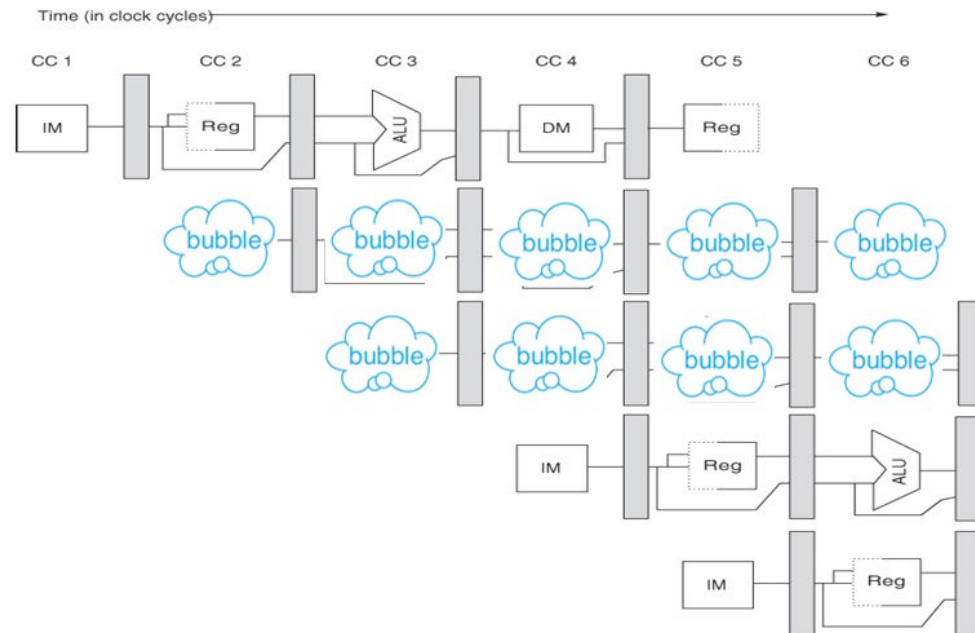 Time (in clock cycles)
CC 1 CC 2 CC 3 CC 4 CC 5 CC 6
IM Reg ALU DM Reg
bubble bubble bubble bubble bubble
bubble bubble bubble bubble
IM Reg ALU
IM Reg